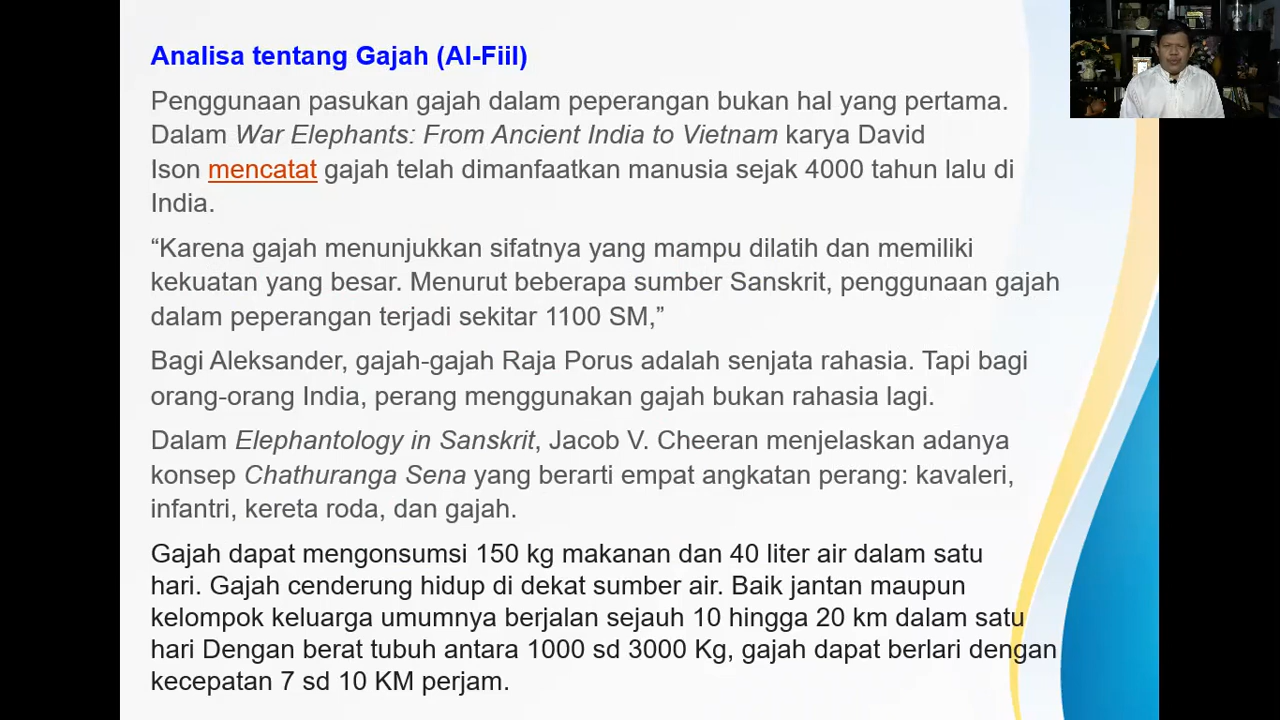 Analisa tentang Gajah (Al-Fiil)
Penggunaan pasukan gajah dalam peperangan bukan hal yang pertama.
Dalam War Elephants: From Ancient India to Vietnam karya David
Ison mencatat gajah telah dimanfaatkan manusia sejak 4000 tahun lalu di
India.
“Karena gajah menunjukkan sifatnya yang mampu dilatih dan memiliki
kekuatan yang besar. Menurut beberapa sumber Sanskrit, penggunaan gajah
dalam peperangan terjadi sekitar 1100 SM,”
Bagi Aleksander, gajah-gajah Raja Porus adalah senjata rahasia. Tapi bagi
orang-orang India, perang menggunakan gajah bukan rahasia lagi.
Dalam Elephantology in Sanskrit, Jacob V. Cheeran menjelaskan adanya
konsep Chathuranga Sena yang berarti empat angkatan perang: kavaleri,
infantri, kereta roda, dan gajah.
Gajah dapat mengonsumsi 150 kg makanan dan 40 liter air dalam satu
hari. Gajah cenderung hidup di dekat sumber air. Baik jantan maupun
kelompok keluarga umumnya berjalan sejauh 10 hingga 20 km dalam satu
hari Dengan berat tubuh antara 1000 sd 3000 Kg, gajah dapat berlari dengan
kecepatan 7 sd 10 KM perjam.